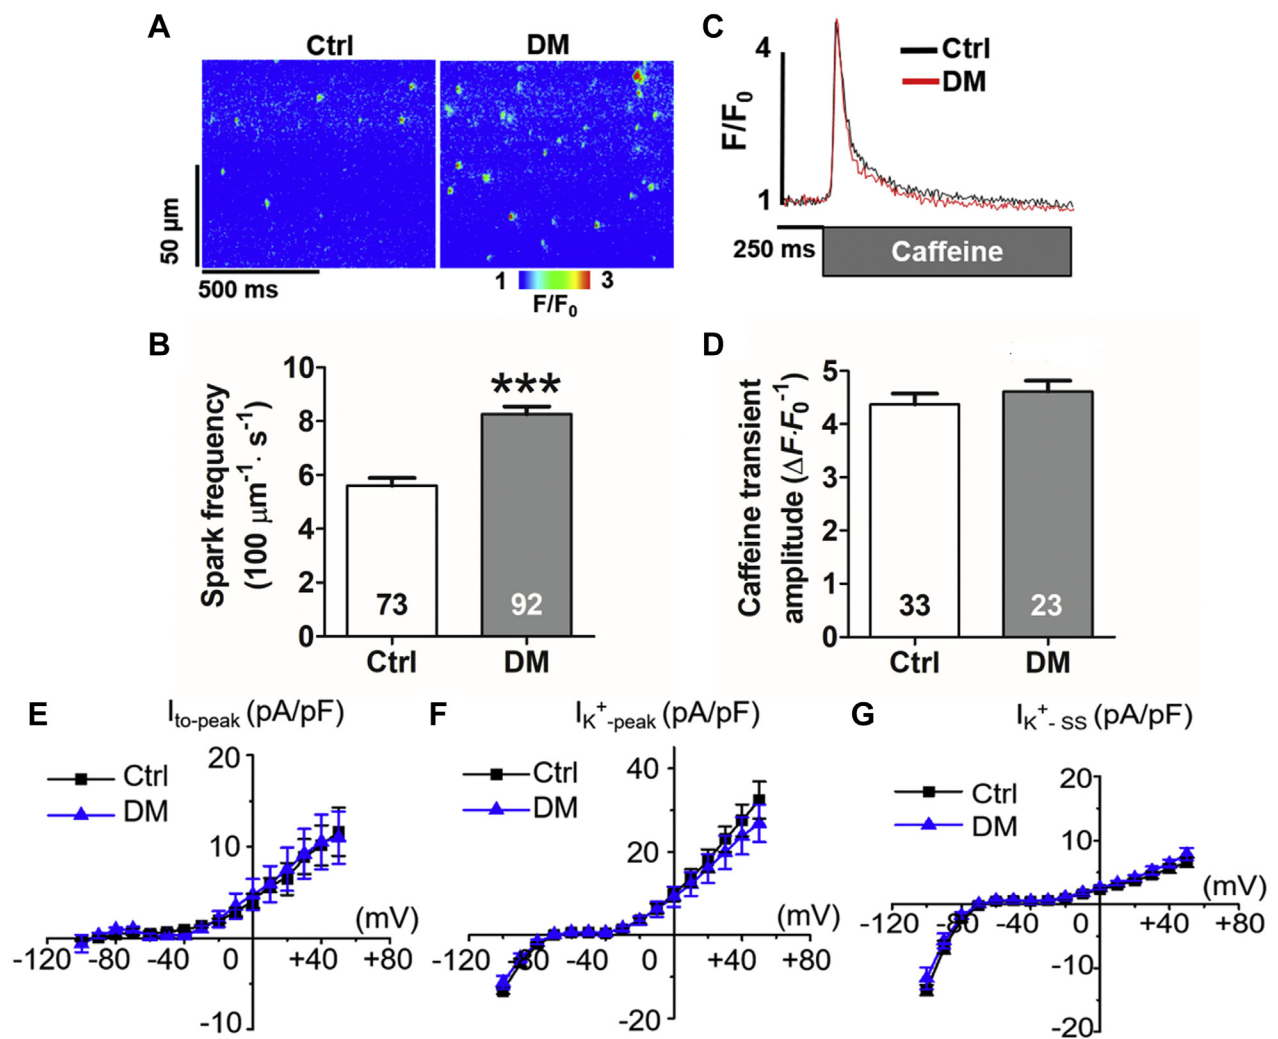 A
Ctrl
DM
50 µm
500 ms
1
3
F/F0
C
4
1
F/F0
Ctrl
DM
250 ms
Caffeine
B
Spark frequency
(100 µm-1· s-1)
10
8
6
4
2
0
***
73
92
Ctrl
DM
D
Caffeine transient
amplitude (ΔF·F0-1)
5
4
3
2
1
0
33
23
Ctrl
DM
E
Ito-peak (pA/pF)
Ctrl
DM
20
10
-10
(mV)
-120
-80
-40
0
+40
+80
F
IK+-peak (pA/pF)
Ctrl
DM
40
20
-20
(mV)
-120
-80
-40
0
+40
+80
G
IK+- SS (pA/pF)
Ctrl
DM
20
10
-10
-20
(mV)
-120
-80
-40
0
+40
+80